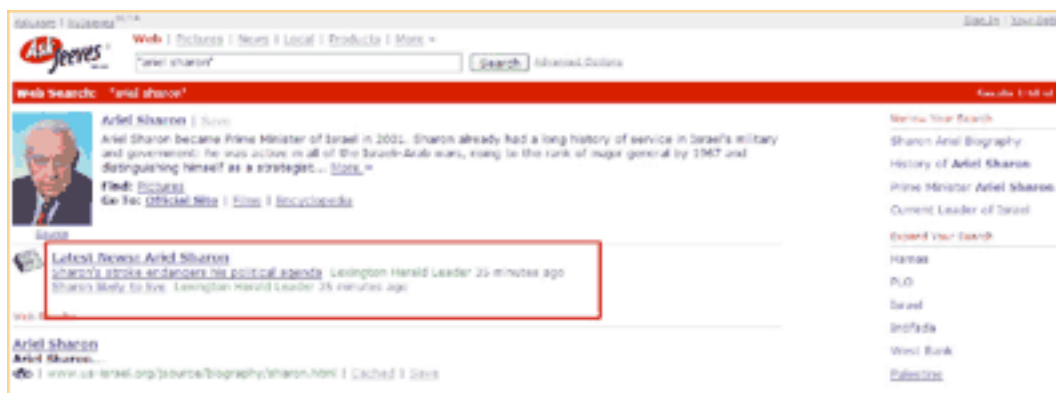 Sign In
Web | Pictures | News | Local | Products | More
Ask Jeeves
"ariel sharon" Search Advanced Options
Web Search: "ariel sharon"
Ariel Sharon | Save
Ariel Sharon became Prime Minister of Israel in 2001. Sharon already had a long history of service in Israel's military
and government: he was active in all of the Israeli-Arab wars, rising to the rank of major general by 1967 and
distinguishing himself as a strategist... More »
Find: Pictures
Go To: Official Site | Films | Encyclopedia
Source
Latest News: Ariel Sharon
Sharon's stroke endangers his political agenda Lexington Herald Leader 35 minutes ago
Sharon likely to live Lexington Herald Leader 35 minutes ago
Web Results
Ariel Sharon
Ariel Sharon...
www.us-israel.org/jsource/biography/sharon.html | Cached | Save
Narrow Your Search
Sharon Ariel Biography
History of Ariel Sharon
Prime Minister Ariel Sharon
Current Leader of Israel
Expand Your Search
Hamas
PLO
Israel
Intifada
West Bank
Palestine